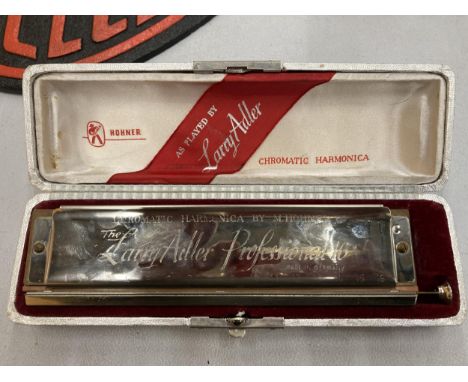 HOHNER
AS PLAYED BY
Larry Adler
CHROMATIC HARMONICA
CHROMATIC HARMONICA BY M. HOHNER
The
Larry Adler Professional 16
MADE IN GERMANY